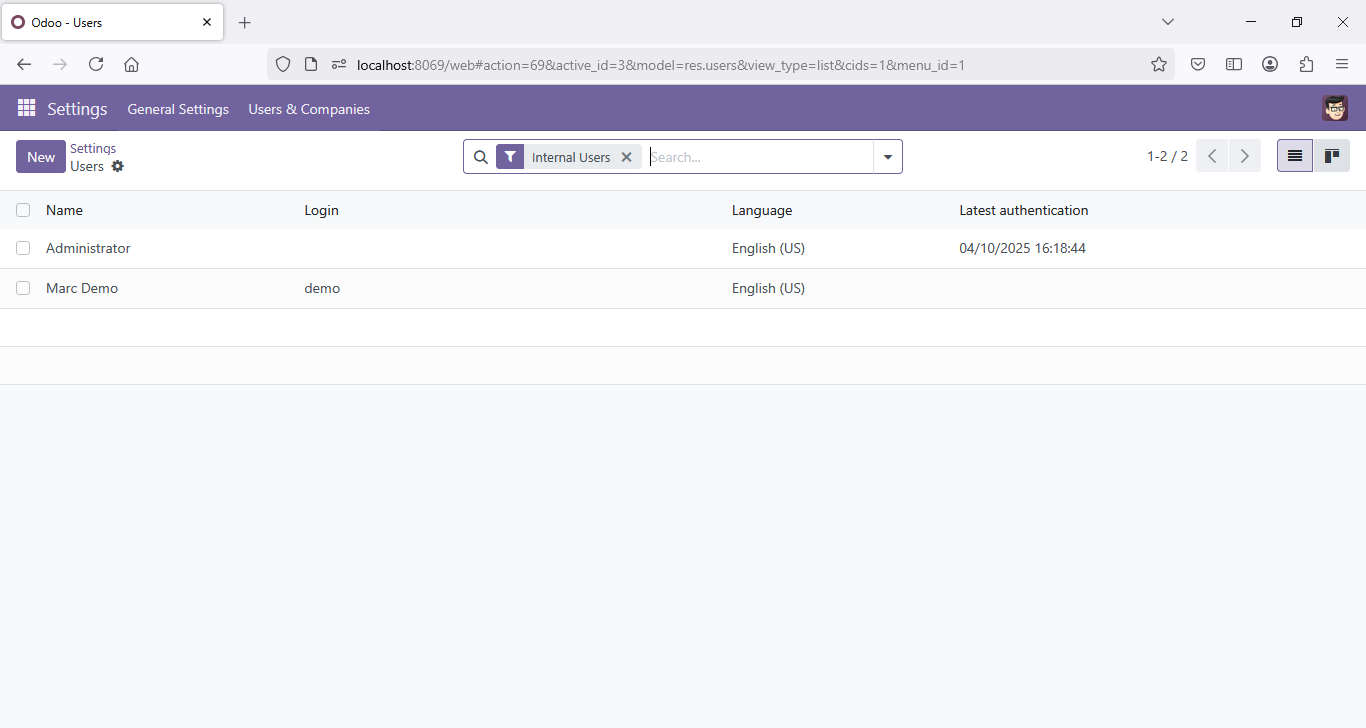 Odoo - Users
localhost:8069/web#action=69&active_id=3&model=res.users&view_type=list&cids=1&menu_id=1
Settings General Settings Users & Companies
New Settings
Users
Internal Users Search...
1-2 / 2
Name Login Language Latest authentication
Administrator English (US) 04/10/2025 16:18:44
Marc Demo demo English (US)